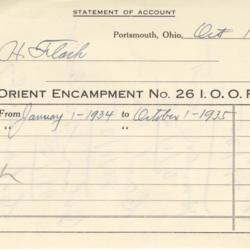 STATEMENT OF ACCOUNT
Portsmouth, Ohio, Oct 1
H. Flash
ORIENT ENCAMPMENT NO. 26 I. O. O. F
From January 1-1934 to October 1-1935
" "